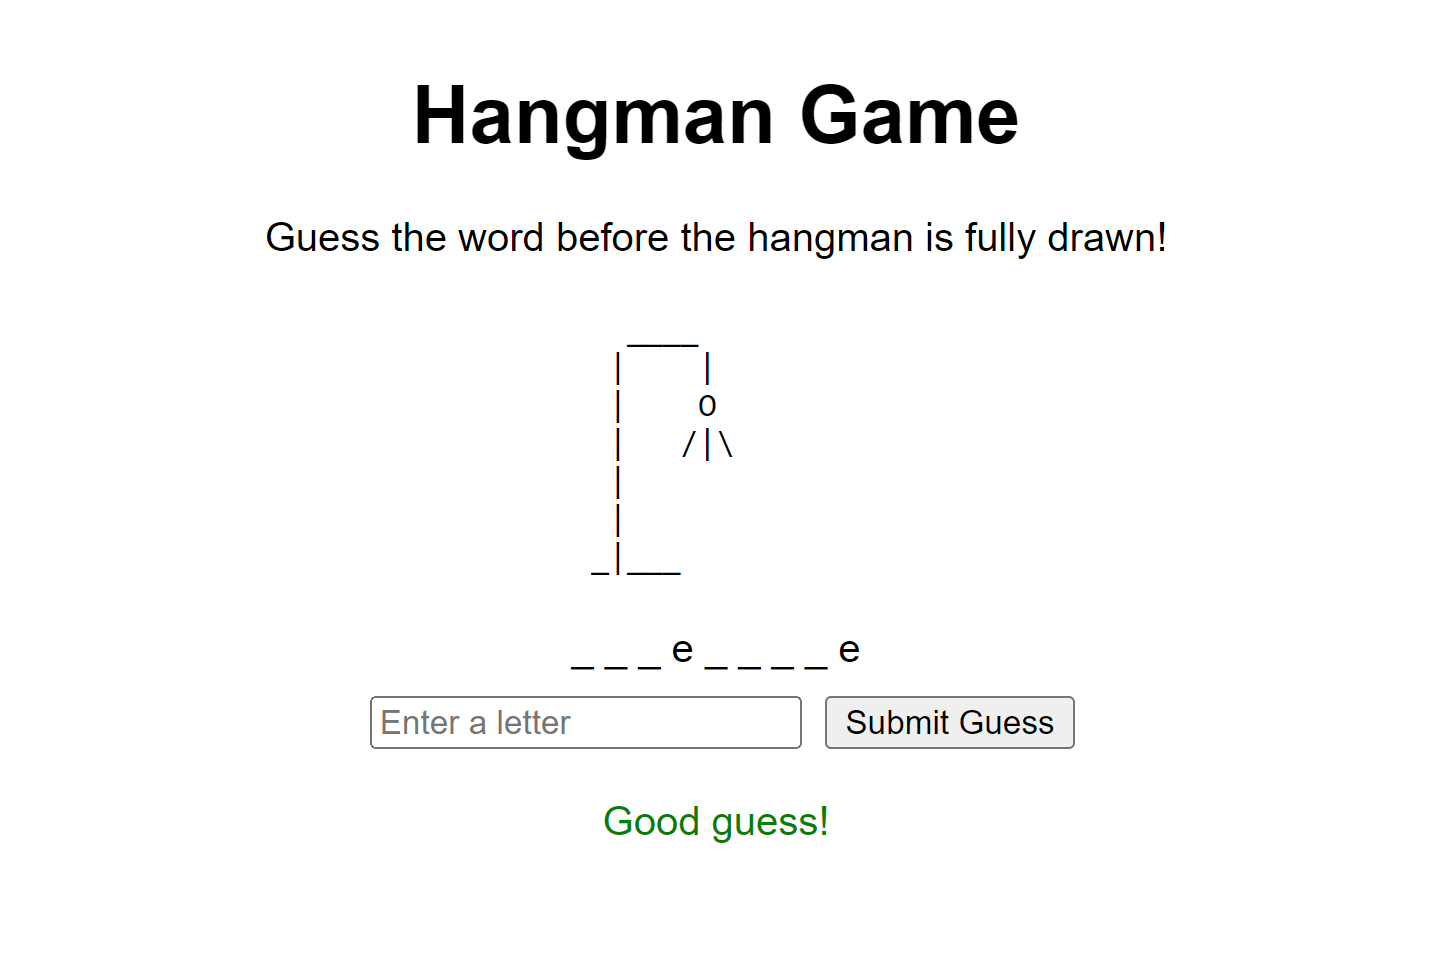 Hangman Game
Guess the word before the hangman is fully drawn!
   ____
  |    |
  |    O
  |   /|\
  |
  |
 _|___
_ _ _ e _ _ _ _ e
Enter a letter Submit Guess
Good guess!